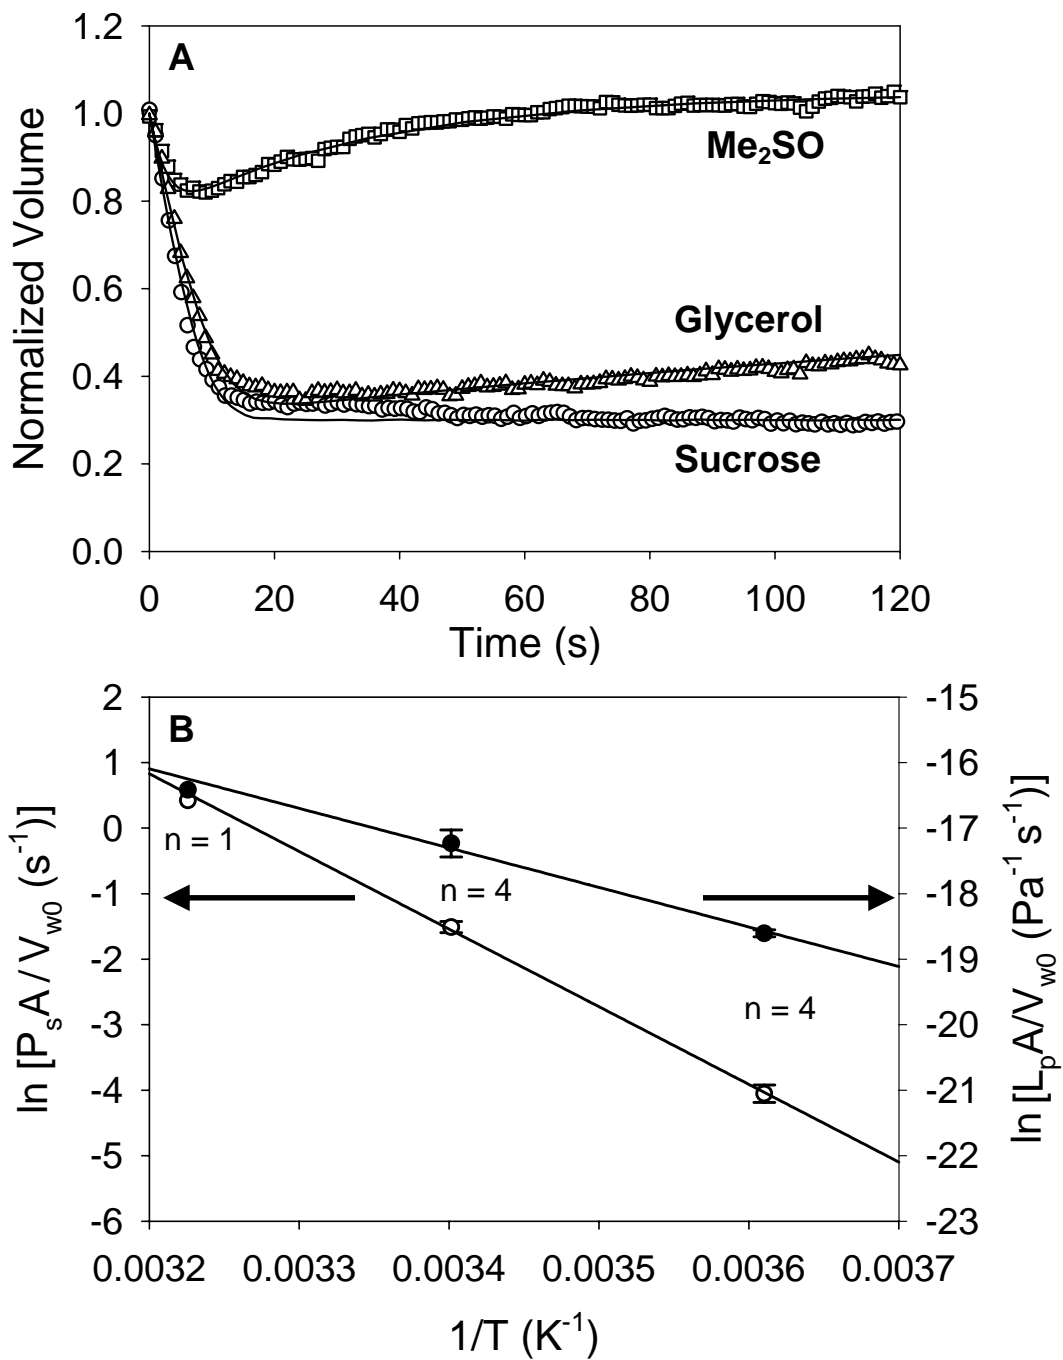 A
1.2
1.0
0.8
0.6
0.4
0.2
0.0
Normalized Volume
Me₂SO
Glycerol
Sucrose
0 20 40 60 80 100 120
Time (s)
B
2
1
0
-1
-2
-3
-4
-5
-6
ln [PₛA / V_w0 (s⁻¹)]
n = 1
n = 4
n = 4
-15
-16
-17
-18
-19
-20
-21
-22
-23
ln [LₚA/V_w0 (Pa⁻¹ s⁻¹)]
0.0032 0.0033 0.0034 0.0035 0.0036 0.0037
1/T (K⁻¹)